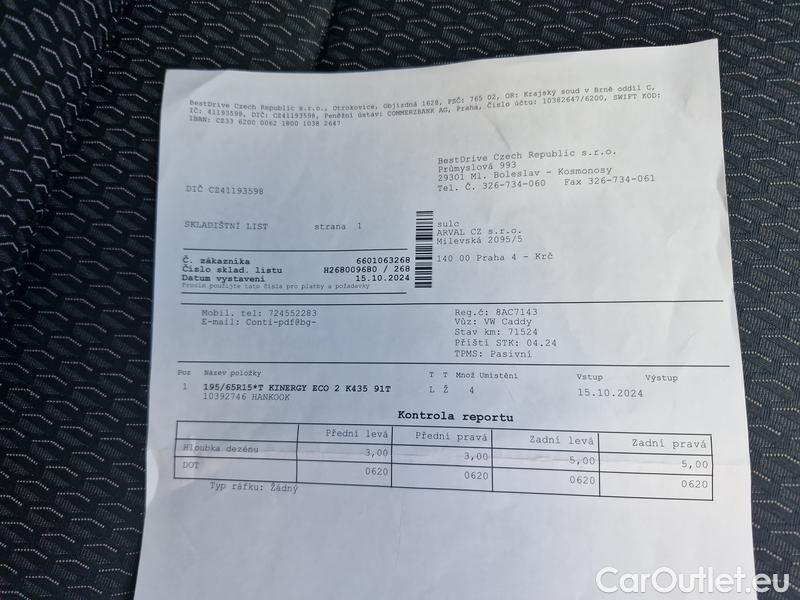 BestDrive Czech Republic s.r.o., Otrokovice, Objízdná 1628, PSČ: 765 02, OR: Krajský soud v Brně oddíl C,
IČ: 41193598, DIČ: CZ41193598, Peněžní ústav: COMMERZBANK AG, Praha, Číslo účtu: 10382647/6200, SWIFT KOD:
IBAN: CZ33 6200 0062 1800 1038 2647
BestDrive Czech Republic s.r.o.
Průmyslová 993
29301 Ml. Boleslav - Kosmonosy
Tel. Č. 326-734-060 Fax 326-734-061
DIČ CZ41193598
SKLADIŠTNÍ LIST strana 1
sulc
ARVAL CZ s.r.o.
Milevská 2095/5
140 00 Praha 4 - Krč
Č. zákazníka 6601063268
Číslo sklad. listu H268009680 / 268
Datum vystavení 15.10.2024
Prosím použijte tato čísla pro platby a požadavky
Mobil. tel: 724552283
E-mail: Conti-pdf@bg-
Reg.č: 8AC7143
Vůz: VW Caddy
Stav km: 71524
Příští STK: 04.24
TPMS: Pasivní
Poz Název položky T T Množ Umístění Vstup Výstup
1 195/65R15*T KINERGY ECO 2 K435 91T L Ž 4 15.10.2024
10392746 HANKOOK
Kontrola reportu
Přední levá Přední pravá Zadní levá Zadní pravá
Hloubka dezénu 3,00 3,00 5,00 5,00
DOT 0620 0620 0620 0620
Typ ráfku: Žádný
CarOutlet.eu